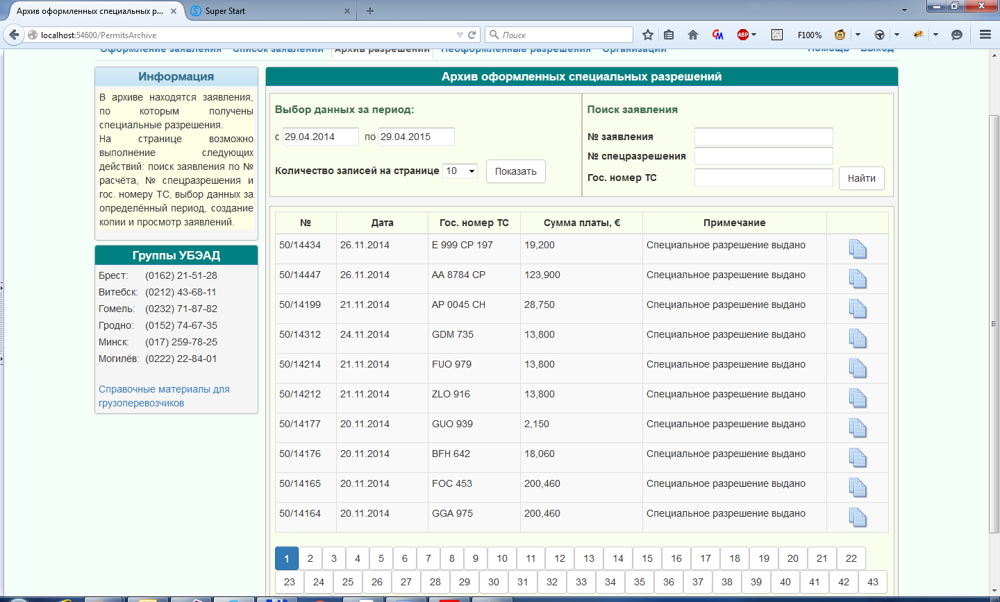 Архив оформленных специальных р...
Super Start
localhost:54600/PermitsArchive
Поиск
ABP
S
F100%
Оформление заявления Список заявлений Архив разрешений Неоформленные разрешения Организации Помощь Выход
Информация
В архиве находятся заявления,
по которым получены
специальные разрешения.
На странице возможно
выполнение следующих
действий: поиск заявления по №
расчёта, № спецразрешения и
гос. номеру ТС, выбор данных за
определённый период, создание
копии и просмотр заявлений.
Группы УБЭАД
Брест: (0162) 21-51-28
Витебск: (0212) 43-68-11
Гомель: (0232) 71-87-82
Гродно: (0152) 74-67-35
Минск: (017) 259-78-25
Могилёв: (0222) 22-84-01
Справочные материалы для
грузоперевозчиков
Архив оформленных специальных разрешений
Выбор данных за период:
с 29.04.2014 по 29.04.2015
Количество записей на странице 10 Показать
Поиск заявления
№ заявления
№ спецразрешения
Гос. номер ТС Найти
№ Дата Гос. номер ТС Сумма платы, € Примечание
50/14434 26.11.2014 Е 999 СР 197 19,200 Специальное разрешение выдано
50/14447 26.11.2014 АА 8784 СР 123,900 Специальное разрешение выдано
50/14199 21.11.2014 АР 0045 СН 28,750 Специальное разрешение выдано
50/14312 24.11.2014 GDM 735 13,800 Специальное разрешение выдано
50/14214 21.11.2014 FUO 979 13,800 Специальное разрешение выдано
50/14212 21.11.2014 ZLO 916 13,800 Специальное разрешение выдано
50/14177 20.11.2014 GUO 939 2,150 Специальное разрешение выдано
50/14176 20.11.2014 BFH 642 18,060 Специальное разрешение выдано
50/14165 20.11.2014 FOC 453 200,460 Специальное разрешение выдано
50/14164 20.11.2014 GGA 975 200,460 Специальное разрешение выдано
1 2 3 4 5 6 7 8 9 10 11 12 13 14 15 16 17 18 19 20 21 22
23 24 25 26 27 28 29 30 31 32 33 34 35 36 37 38 39 40 41 42 43